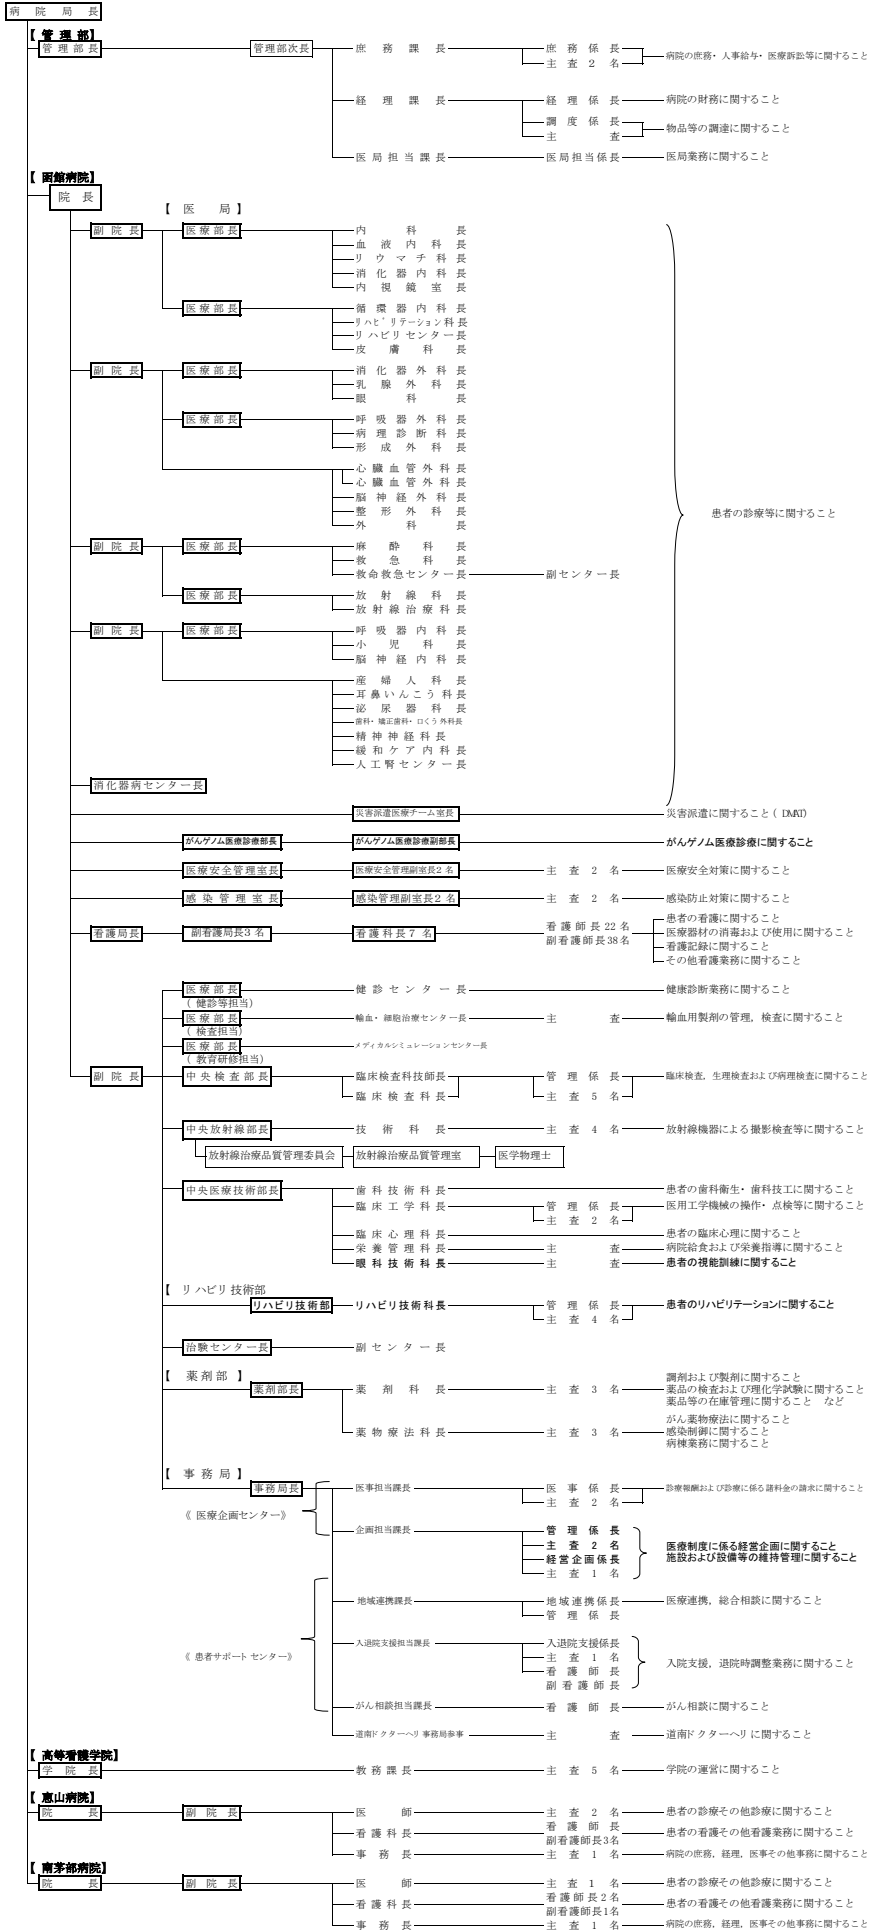 病院局長
【管理部】
管理部長 管理部次長 庶務課長 庶務係長 病院の庶務・人事給与・医療訴訟等に関すること
主査2名
経理課長 経理係長 病院の財務に関すること
調度係長 物品等の調達に関すること
主査
医局担当課長 医局担当係長 医局業務に関すること
【函館病院】
院長
【医局】
副院長 医療部長 内科長
血液内科長
リウマチ科長
消化器内科長
内視鏡室長
医療部長 循環器内科長
リハビリテーション科長
リハビリセンター長
皮膚科長
副院長 医療部長 消化器外科長
乳腺外科長
眼科長
医療部長 呼吸器外科長
病理診断科長
形成外科長
心臓血管外科長
心臓血管外科長
脳神経外科長
整形外科長
外科長
患者の診療等に関すること
副院長 医療部長 麻酔科長
救急科長
救命救急センター長 副センター長
医療部長 放射線科長
放射線治療科長
副院長 医療部長 呼吸器内科長
小児科長
脳神経内科長
産婦人科長
耳鼻いんこう科長
泌尿器科長
歯科・矯正歯科・口くう外科長
精神神経科長
緩和ケア内科長
人工腎センター長
消化器病センター長
災害派遣医療チーム室長 災害派遣に関すること(DMAT)
がんゲノム医療診療部長 がんゲノム医療診療副部長 がんゲノム医療診療に関すること
医療安全管理室長 医療安全管理副室長2名 主査2名 医療安全対策に関すること
感染管理室長 感染管理副室長2名 主査2名 感染防止対策に関すること
看護局長 副看護局長3名 看護科長7名 看護師長22名 患者の看護に関すること
副看護師長38名 医療器材の消毒および使用に関すること
看護記録に関すること
その他看護業務に関すること
医療部長 健診センター長 健康診断業務に関すること
(健診等担当)
医療部長 輸血・細胞治療センター長 主査 輸血用製剤の管理,検査に関すること
(検査担当)
医療部長 メディカルシミュレーションセンター長
(教育研修担当)
副院長 中央検査部長 臨床検査科技師長 管理係長 臨床検査,生理検査および病理検査に関すること
臨床検査科長 主査5名
中央放射線部長 技術科長 主査4名 放射線機器による撮影検査等に関すること
放射線治療品質管理委員会 放射線治療品質管理室 医学物理士
中央医療技術部長 歯科技術科長 患者の歯科衛生・歯科技工に関すること
臨床工学科長 管理係長 医用工学機械の操作・点検等に関すること
主査2名
臨床心理科長 患者の臨床心理に関すること
栄養管理科長 主査 病院給食および栄養指導に関すること
眼科技術科長 主査 患者の視能訓練に関すること
【リハビリ技術部
リハビリ技術部 リハビリ技術科長 管理係長 患者のリハビリテーションに関すること
主査4名
治験センター長 副センター長
【薬剤部】
薬剤部長 薬剤科長 主査3名 調剤および製剤に関すること
薬品の検査および理化学試験に関すること
薬品等の在庫管理に関すること など
薬物療法科長 主査3名 がん薬物療法に関すること
感染制御に関すること
病棟業務に関すること
【事務局】
事務局長 医事担当課長 医事係長 診療報酬および診療に係る諸料金の請求に関すること
主査2名
《医療企画センター》
企画担当課長 管理係長
主査2名 医療制度に係る経営企画に関すること
経営企画係長 施設および設備等の維持管理に関すること
主査1名
地域連携課長 地域連携係長 医療連携,総合相談に関すること
管理係長
《患者サポートセンター》
入退院支援担当課長 入退院支援係長
主査1名 入院支援,退院時調整業務に関すること
看護師長
副看護師長
がん相談担当課長 看護師長 がん相談に関すること
道南ドクターヘリ事務局参事 主査 道南ドクターヘリに関すること
【高等看護学院】
学院長 教務課長 主査5名 学院の運営に関すること
【恵山病院】
院長 副院長 医師 主査2名 患者の診療その他診療に関すること
看護科長 看護師長 患者の看護その他看護業務に関すること
副看護師長3名
事務長 主査1名 病院の庶務,経理,医事その他事務に関すること
【南茅部病院】
院長 副院長 医師 主査1名 患者の診療その他診療に関すること
看護科長 看護師長2名 患者の看護その他看護業務に関すること
副看護師長1名
事務長 主査1名 病院の庶務,経理,医事その他事務に関すること